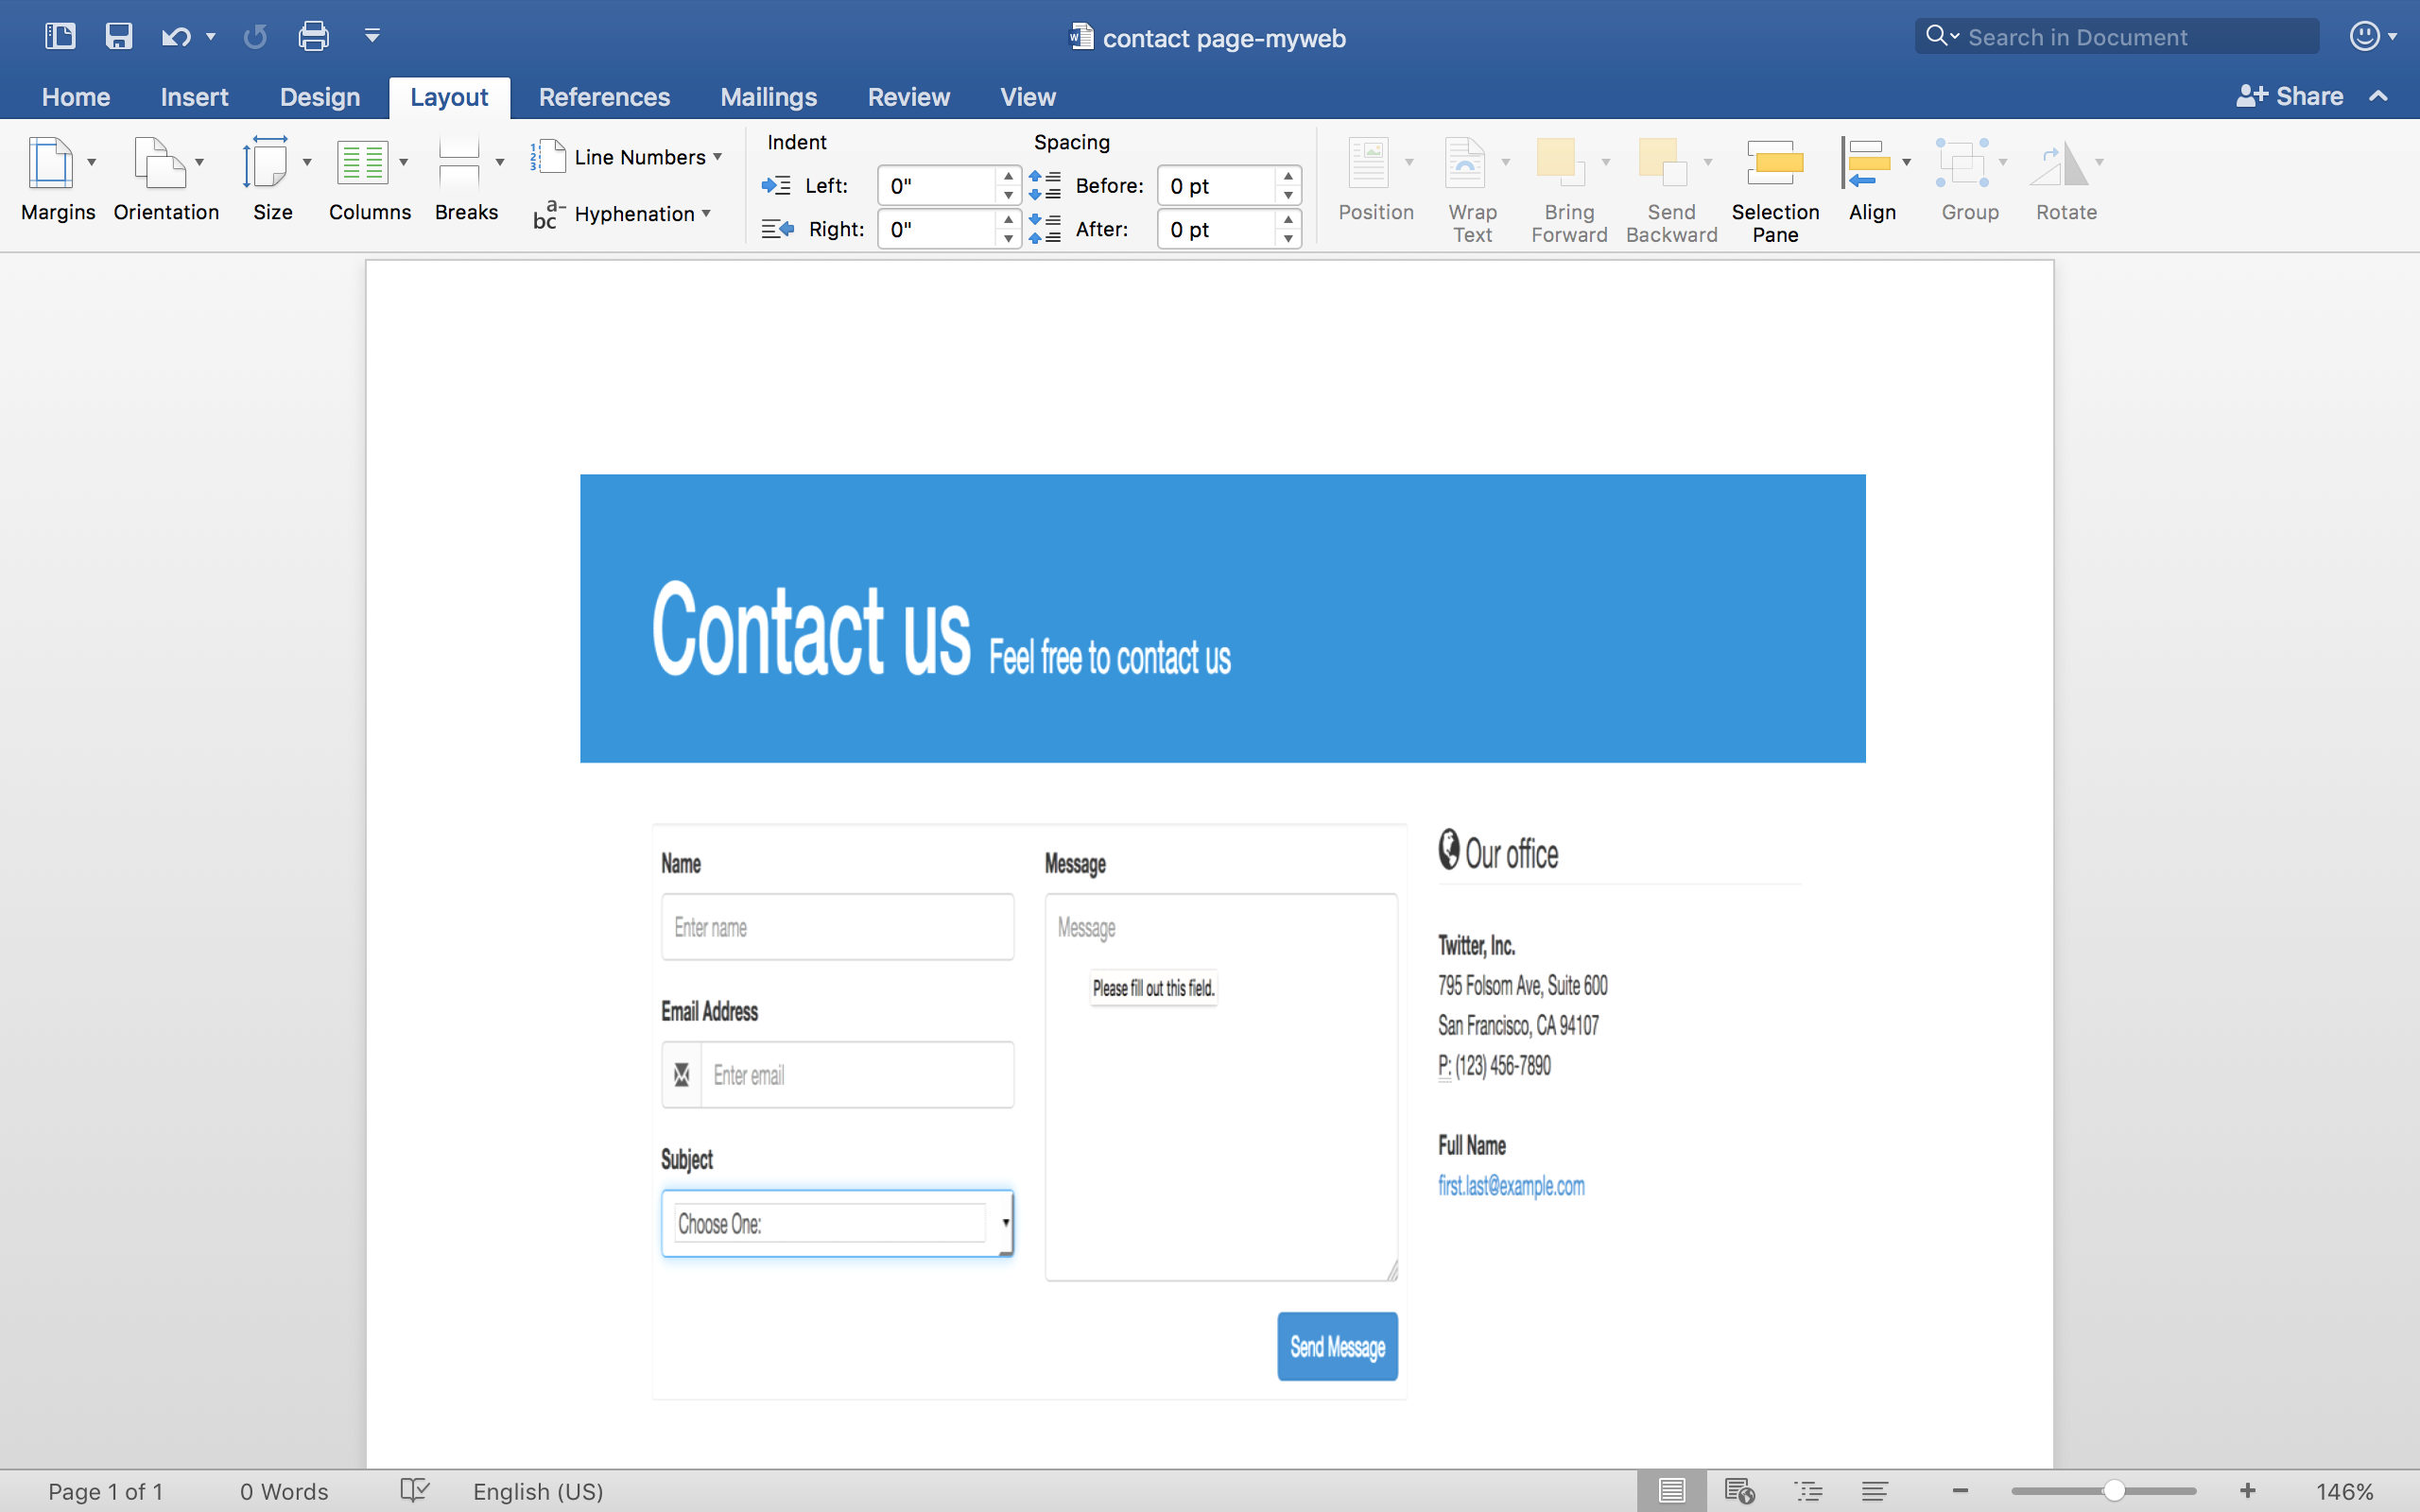 contact page-myweb
Search in Document
Home Insert Design Layout References Mailings Review View Share
Margins Orientation Size Columns Breaks
1 2 3 Line Numbers
a-
bc Hyphenation
Indent
Left: 0"
Right: 0"
Spacing
Before: 0 pt
After: 0 pt
Position
Wrap
Text
Bring
Forward
Send
Backward
Selection
Pane
Align
Group
Rotate
Contact us Feel free to contact us
Name
Enter name
Email Address
Enter email
Subject
Choose One:
Message
Message
Please fill out this field.
Send Message
Our office
Twitter, Inc.
795 Folsom Ave, Suite 600
San Francisco, CA 94107
P: (123) 456-7890
Full Name
first.last@example.com
Page 1 of 1 0 Words English (US) 146%